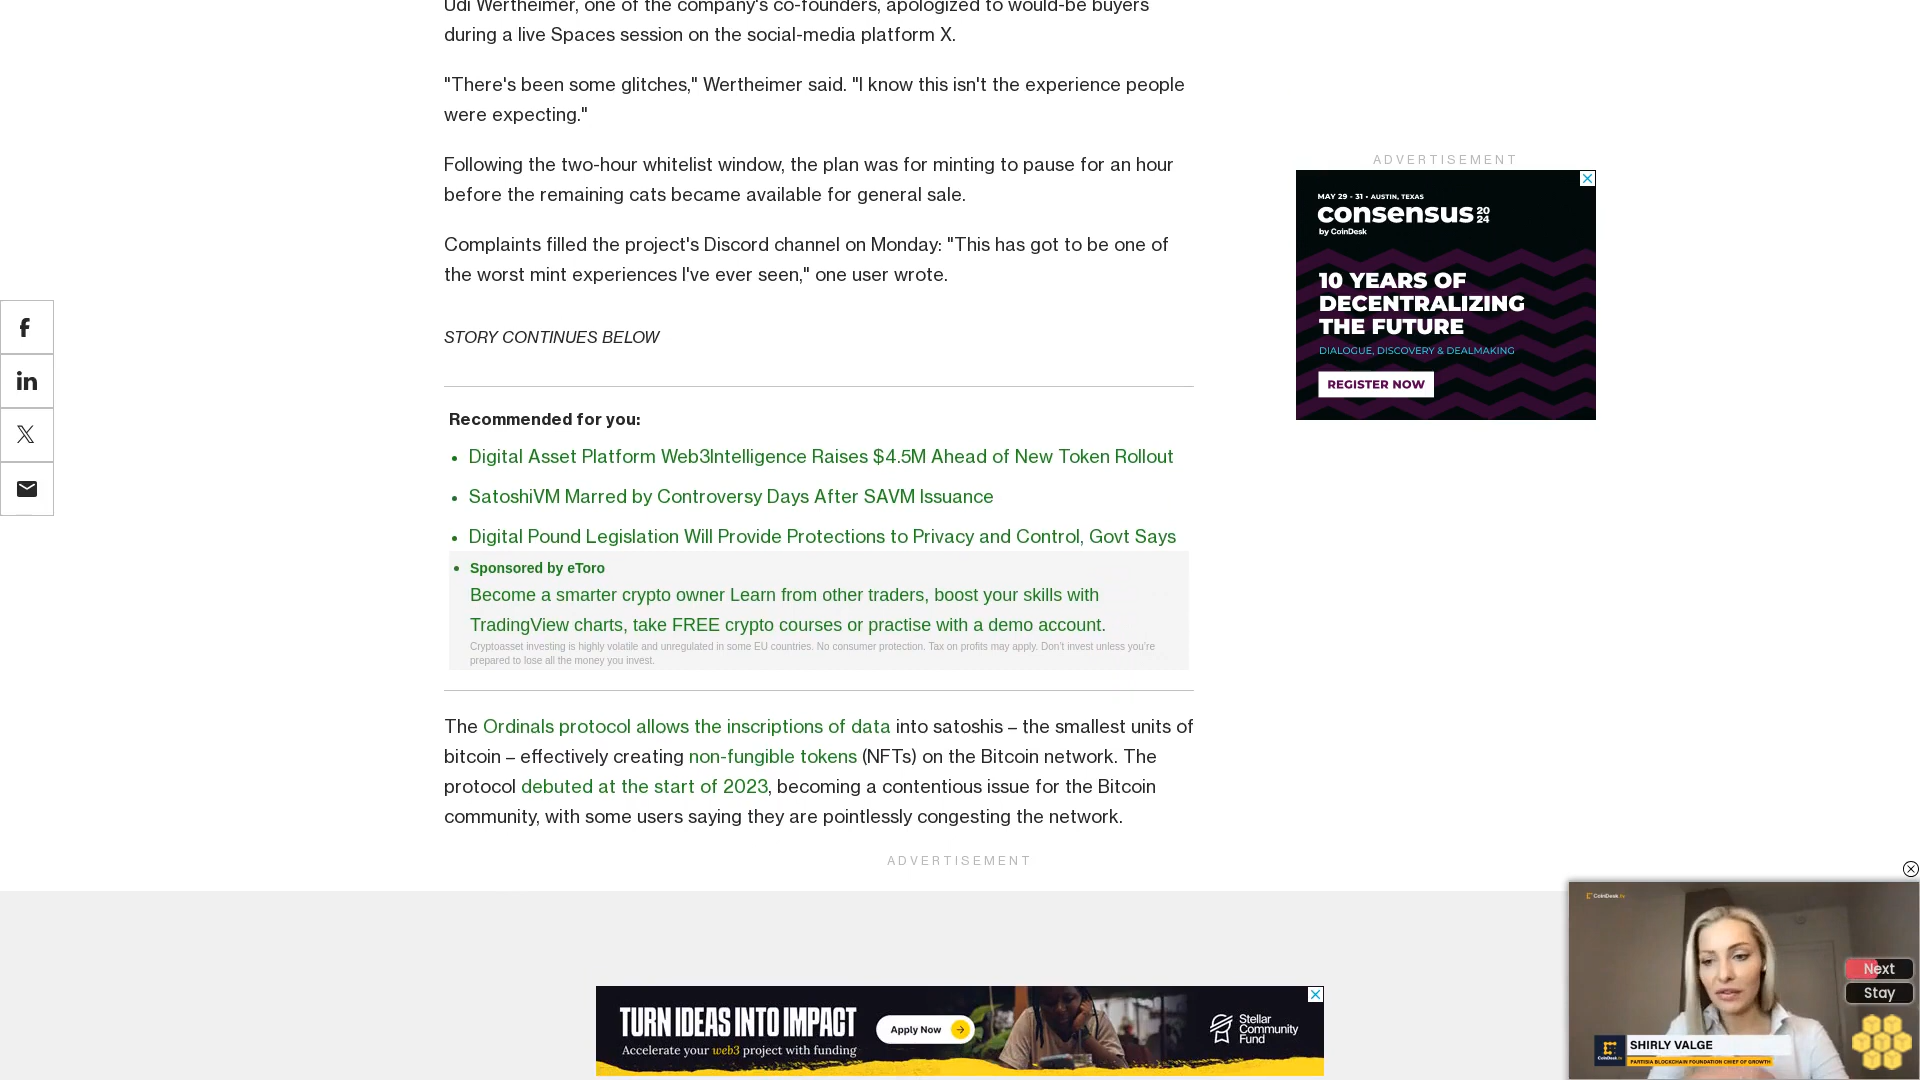 Udi Wertheimer, one of the company's co-founders, apologized to would-be buyers
during a live Spaces session on the social-media platform X.
"There's been some glitches," Wertheimer said. "I know this isn't the experience people
were expecting."
Following the two-hour whitelist window, the plan was for minting to pause for an hour
before the remaining cats became available for general sale.
Complaints filled the project's Discord channel on Monday: "This has got to be one of
the worst mint experiences I've ever seen," one user wrote.
STORY CONTINUES BELOW
Recommended for you:
• Digital Asset Platform Web3Intelligence Raises $4.5M Ahead of New Token Rollout
• SatoshiVM Marred by Controversy Days After SAVM Issuance
• Digital Pound Legislation Will Provide Protections to Privacy and Control, Govt Says
• Sponsored by eToro
Become a smarter crypto owner Learn from other traders, boost your skills with
TradingView charts, take FREE crypto courses or practise with a demo account.
Cryptoasset investing is highly volatile and unregulated in some EU countries. No consumer protection. Tax on profits may apply. Don't invest unless you're
prepared to lose all the money you invest.
The Ordinals protocol allows the inscriptions of data into satoshis – the smallest units of
bitcoin – effectively creating non-fungible tokens (NFTs) on the Bitcoin network. The
protocol debuted at the start of 2023, becoming a contentious issue for the Bitcoin
community, with some users saying they are pointlessly congesting the network.
ADVERTISEMENT
MAY 29 - 31 • AUSTIN, TEXAS
consensus 2024
by CoinDesk
10 YEARS OF
DECENTRALIZING
THE FUTURE
DIALOGUE, DISCOVERY & DEALMAKING
REGISTER NOW
ADVERTISEMENT
TURN IDEAS INTO IMPACT
Accelerate your web3 project with funding
Apply Now
Stellar
Community
Fund
CoinDesk.tv
Next
Stay
SHIRLY VALGE
PARTISIA BLOCKCHAIN FOUNDATION CHIEF OF GROWTH